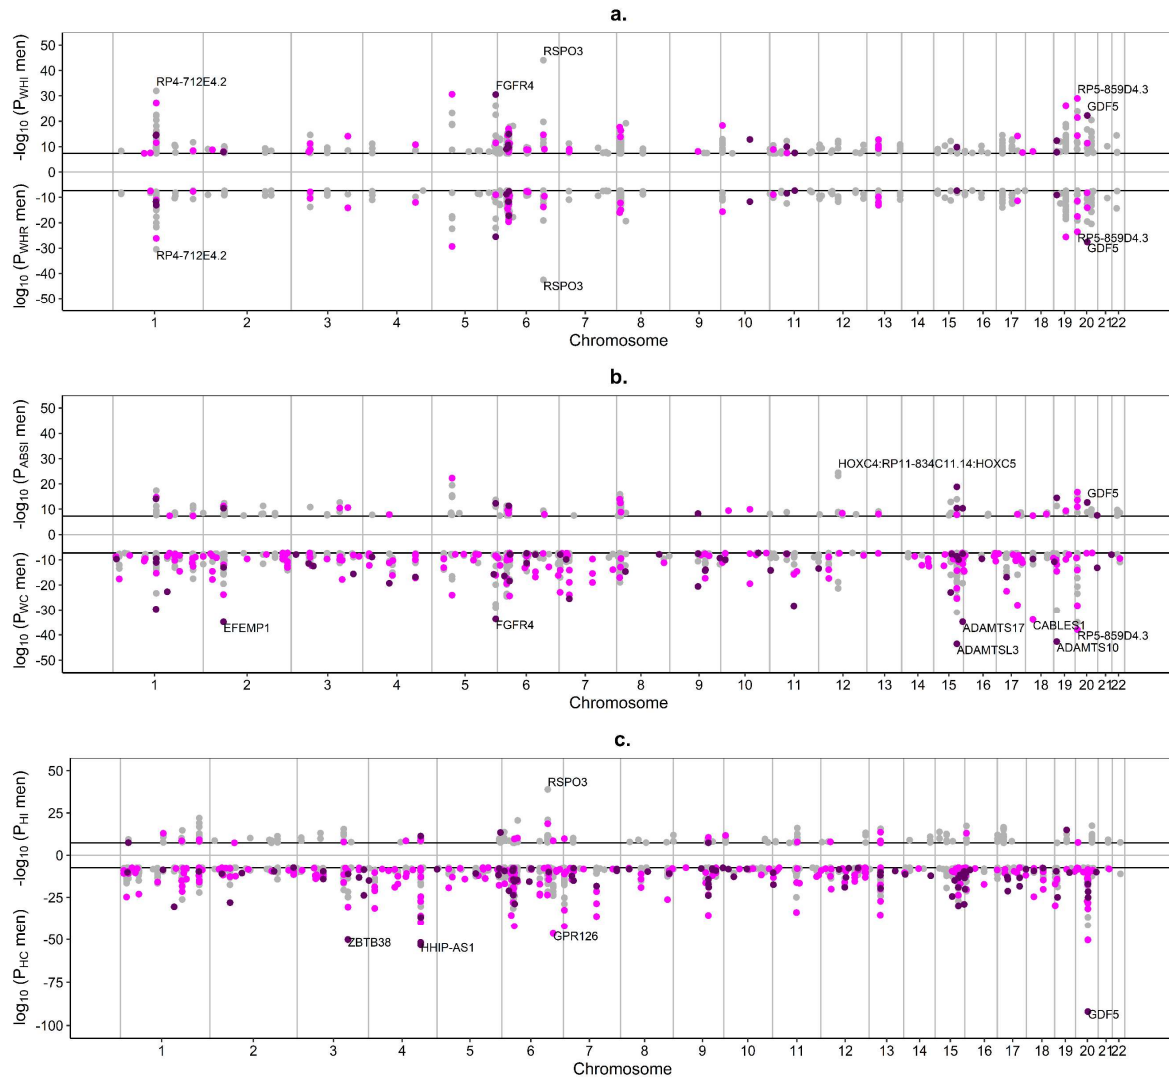 a.
-log10 (PWHI men)
log10 (PWHR men)
50
40
30
20
10
0
-10
-20
-30
-40
-50
RSPO3
RP4-712E4.2
FGFR4
RP5-859D4.3
GDF5
RP4-712E4.2
RSPO3
RP5-859D4.3
GDF5
1 2 3 4 5 6 7 8 9 10 11 12 13 14 15 16 17 18 19 20 21 22
Chromosome
b.
-log10 (PABSI men)
log10 (PWC men)
50
40
30
20
10
0
-10
-20
-30
-40
-50
HOXC4:RP11-834C11.14:HOXC5
GDF5
EFEMP1
FGFR4
ADAMTS17
CABLES1
RP5-859D4.3
ADAMTSL3
ADAMTS10
1 2 3 4 5 6 7 8 9 10 11 12 13 14 15 16 17 18 19 20 21 22
Chromosome
c.
-log10 (PHI men)
log10 (PHC men)
50
25
0
-25
-50
-75
-100
RSPO3
ZBTB38
HHIP-AS1
GPR126
GDF5
1 2 3 4 5 6 7 8 9 10 11 12 13 14 15 16 17 18 19 20 21 22
Chromosome